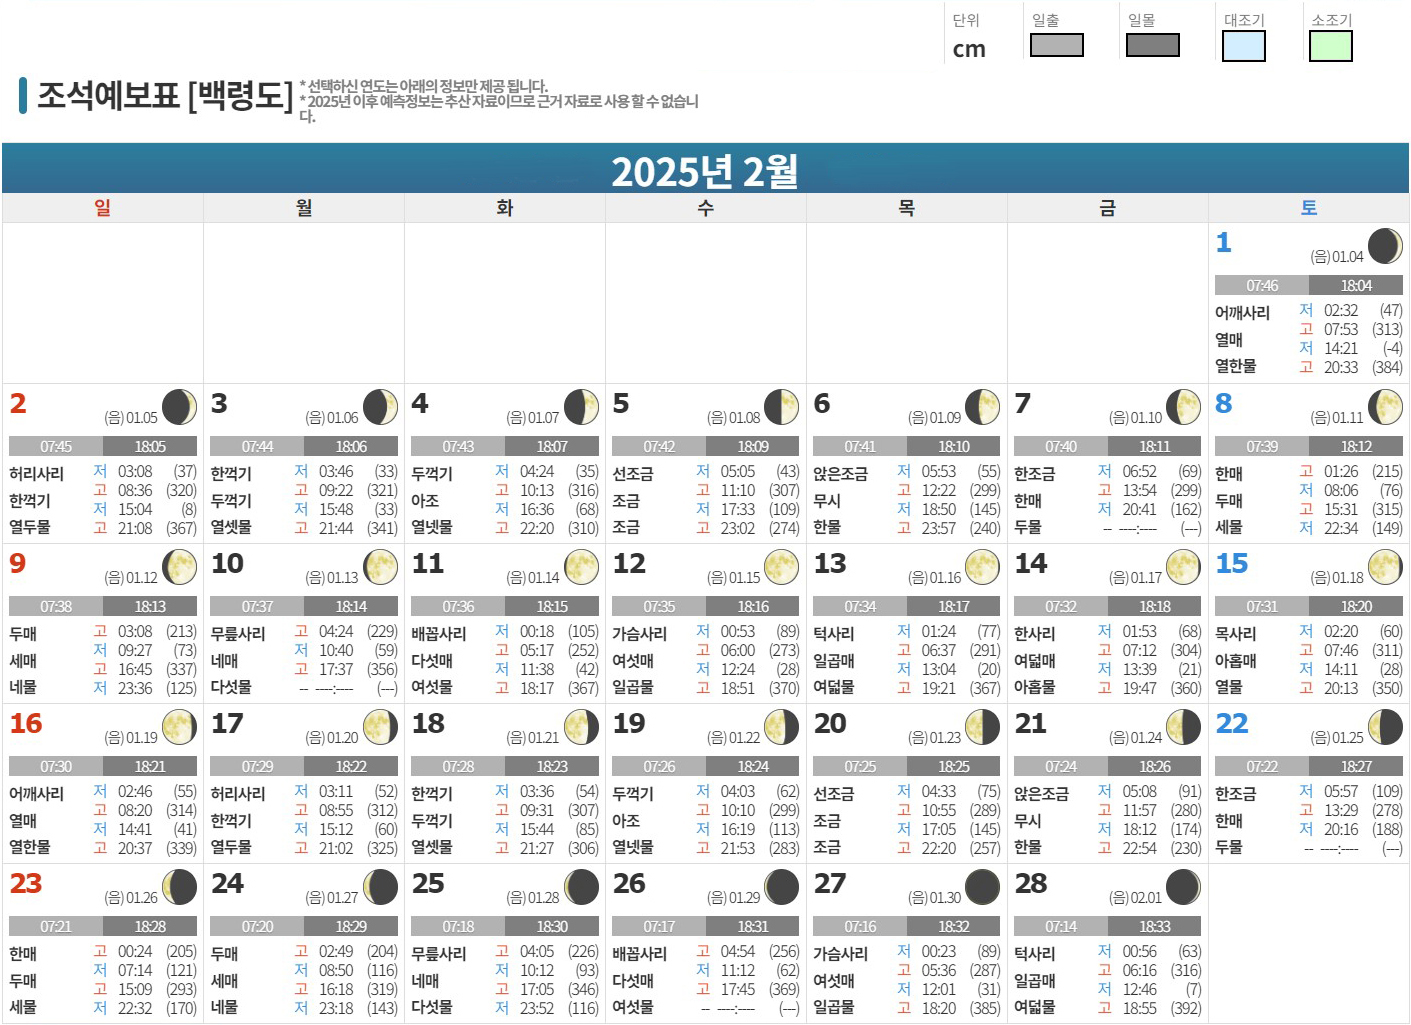 단위 일출 일몰 대조기 소조기
cm
조석예보표 [백령도]
* 선택하신 연도는 아래의 정보만 제공 됩니다.
* 2025년 이후 예측정보는 추산 자료이므로 근거 자료로 사용 할 수 없습니
다.
2025년 2월
일 월 화 수 목 금 토
1 (음) 01.04
07:46 18:04
어깨사리 열매 열한물
저 02:32 (47)
고 07:53 (313)
저 14:21 (-4)
고 20:33 (384)
2 (음) 01.05
07:45 18:05
허리사리 한꺽기 열두물
저 03:08 (37)
고 08:36 (320)
저 15:04 (8)
고 21:08 (367)
3 (음) 01.06
07:44 18:06
한꺽기 두꺽기 열셋물
저 03:46 (33)
고 09:22 (321)
저 15:48 (33)
고 21:44 (341)
4 (음) 01.07
07:43 18:07
두꺽기 아조 열넷물
저 04:24 (35)
고 10:13 (316)
저 16:36 (68)
고 22:20 (310)
5 (음) 01.08
07:42 18:09
선조금 조금 조금
저 05:05 (43)
고 11:10 (307)
저 17:33 (109)
고 23:02 (274)
6 (음) 01.09
07:41 18:10
앉은조금 무시 한물
저 05:53 (55)
고 12:22 (299)
저 18:50 (145)
고 23:57 (240)
7 (음) 01.10
07:40 18:11
한조금 한매 두물
저 06:52 (69)
고 13:54 (299)
저 20:41 (162)
-- ----:---- (---)
8 (음) 01.11
07:39 18:12
한매 두매 세물
고 01:26 (215)
저 08:06 (76)
고 15:31 (315)
저 22:34 (149)
9 (음) 01.12
07:38 18:13
두매 세매 네물
고 03:08 (213)
저 09:27 (73)
고 16:45 (337)
저 23:36 (125)
10 (음) 01.13
07:37 18:14
무릎사리 네매 다섯물
고 04:24 (229)
저 10:40 (59)
고 17:37 (356)
-- ----:---- (---)
11 (음) 01.14
07:36 18:15
배꼽사리 다섯매 여섯물
저 00:18 (105)
고 05:17 (252)
저 11:38 (42)
고 18:17 (367)
12 (음) 01.15
07:35 18:16
가슴사리 여섯매 일곱물
저 00:53 (89)
고 06:00 (273)
저 12:24 (28)
고 18:51 (370)
13 (음) 01.16
07:34 18:17
턱사리 일곱매 여덟물
저 01:24 (77)
고 06:37 (291)
저 13:04 (20)
고 19:21 (367)
14 (음) 01.17
07:32 18:18
한사리 여덟매 아홉물
저 01:53 (68)
고 07:12 (304)
저 13:39 (21)
고 19:47 (360)
15 (음) 01.18
07:31 18:20
목사리 아홉매 열물
저 02:20 (60)
고 07:46 (311)
저 14:11 (28)
고 20:13 (350)
16 (음) 01.19
07:30 18:21
어깨사리 열매 열한물
저 02:46 (55)
고 08:20 (314)
저 14:41 (41)
고 20:37 (339)
17 (음) 01.20
07:29 18:22
허리사리 한꺽기 열두물
저 03:11 (52)
고 08:55 (312)
저 15:12 (60)
고 21:02 (325)
18 (음) 01.21
07:28 18:23
한꺽기 두꺽기 열셋물
저 03:36 (54)
고 09:31 (307)
저 15:44 (85)
고 21:27 (306)
19 (음) 01.22
07:26 18:24
두꺽기 아조 열넷물
저 04:03 (62)
고 10:10 (299)
저 16:19 (113)
고 21:53 (283)
20 (음) 01.23
07:25 18:25
선조금 조금 조금
저 04:33 (75)
고 10:55 (289)
저 17:05 (145)
고 22:20 (257)
21 (음) 01.24
07:24 18:26
앉은조금 무시 한물
저 05:08 (91)
고 11:57 (280)
저 18:12 (174)
고 22:54 (230)
22 (음) 01.25
07:22 18:27
한조금 한매 두물
저 05:57 (109)
고 13:29 (278)
저 20:16 (188)
-- ----:---- (---)
23 (음) 01.26
07:21 18:28
한매 두매 세물
고 00:24 (205)
저 07:14 (121)
고 15:09 (293)
저 22:32 (170)
24 (음) 01.27
07:20 18:29
두매 세매 네물
고 02:49 (204)
저 08:50 (116)
고 16:18 (319)
저 23:18 (143)
25 (음) 01.28
07:18 18:30
무릎사리 네매 다섯물
고 04:05 (226)
저 10:12 (93)
고 17:05 (346)
저 23:52 (116)
26 (음) 01.29
07:17 18:31
배꼽사리 다섯매 여섯물
고 04:54 (256)
저 11:12 (62)
고 17:45 (369)
-- ----:---- (---)
27 (음) 01.30
07:16 18:32
가슴사리 여섯매 일곱물
저 00:23 (89)
고 05:36 (287)
저 12:01 (31)
고 18:20 (385)
28 (음) 02.01
07:14 18:33
턱사리 일곱매 여덟물
저 00:56 (63)
고 06:16 (316)
저 12:46 (7)
고 18:55 (392)